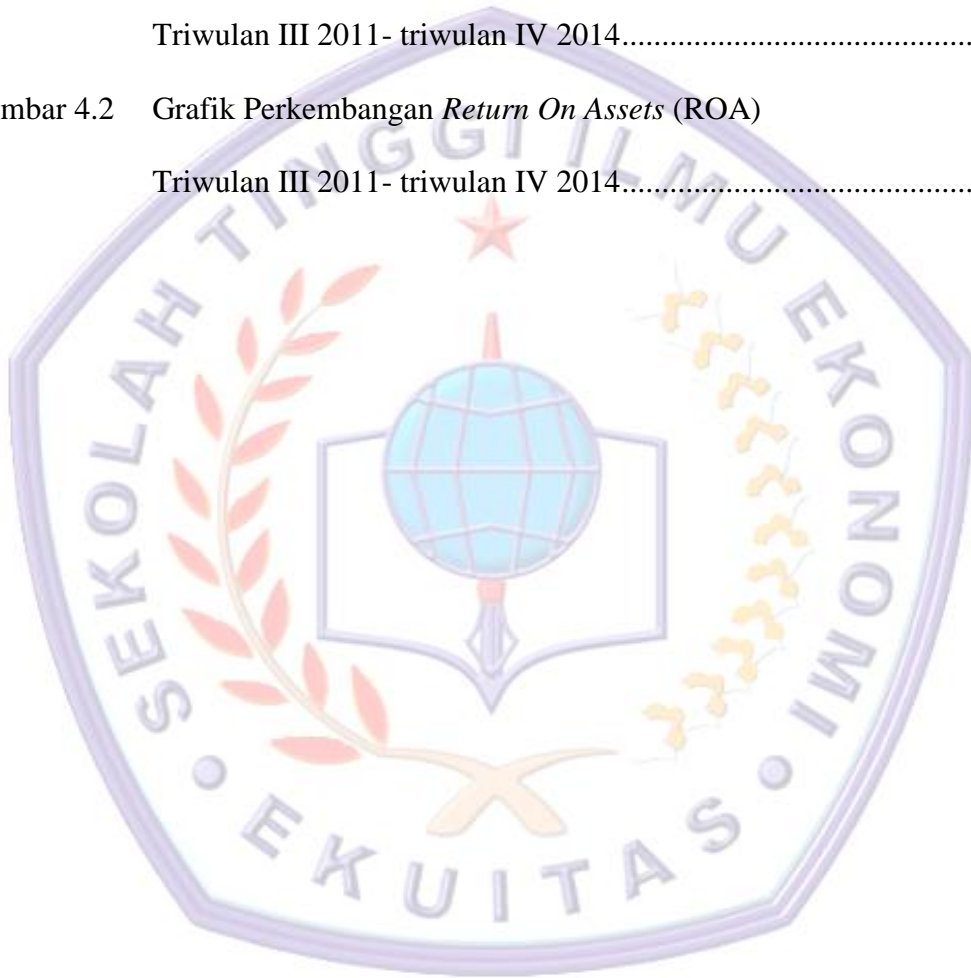 Triwulan III 2011- triwulan IV 2014............................................
mbar 4.2 Grafik Perkembangan Return On Assets (ROA)
Triwulan III 2011- triwulan IV 2014............................................
SEKOLAH TINGGI ILMU EKONOMI
• EKUITAS •